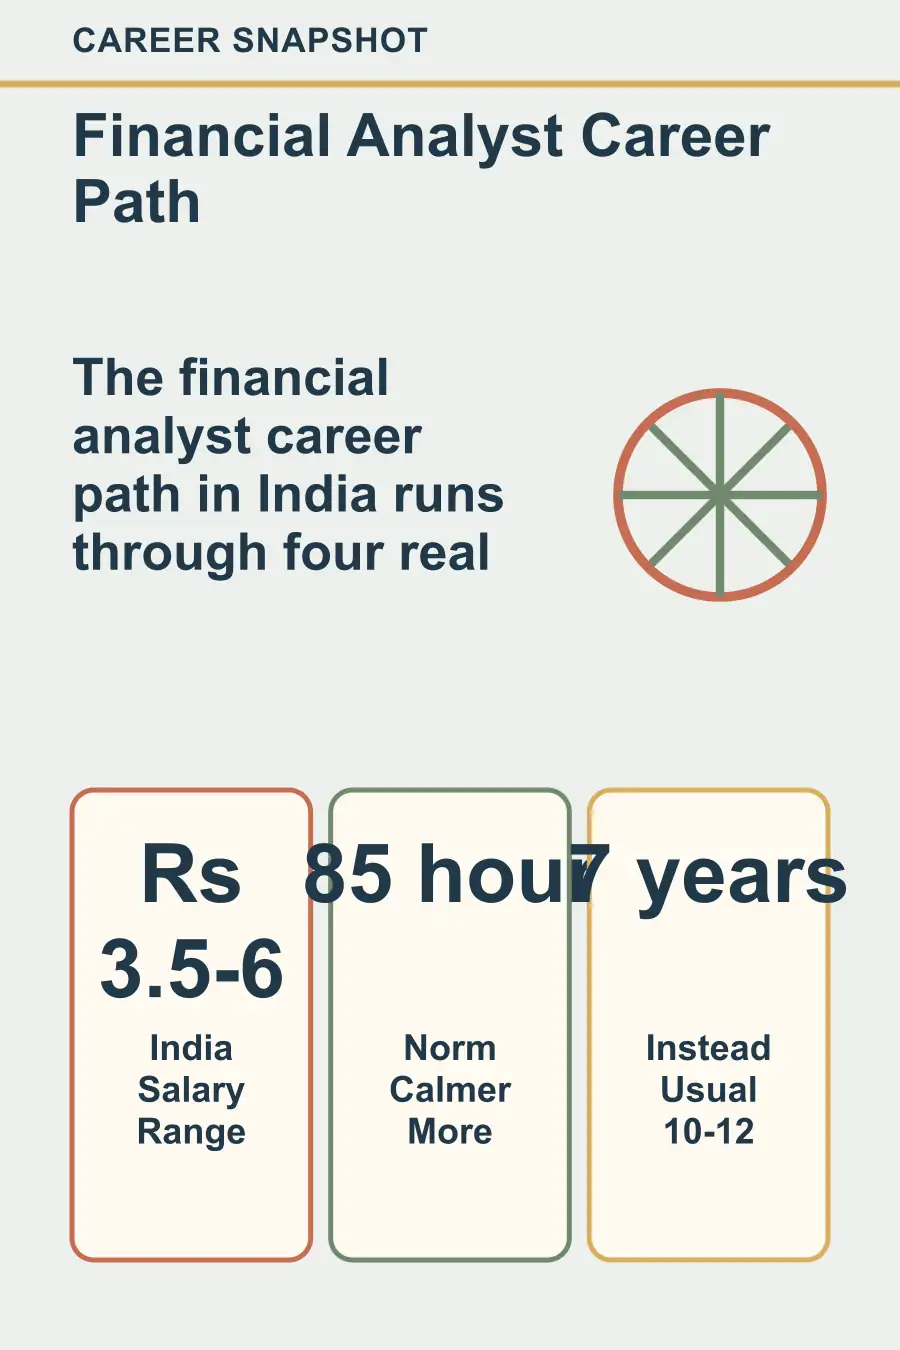 CAREER SNAPSHOT
Financial Analyst Career
Path
The financial
analyst career
path in India runs
through four real
Rs
3.5-6
India
Salary
Range
85 hour
Norm
Calmer
More
7 years
Instead
Usual
10-12